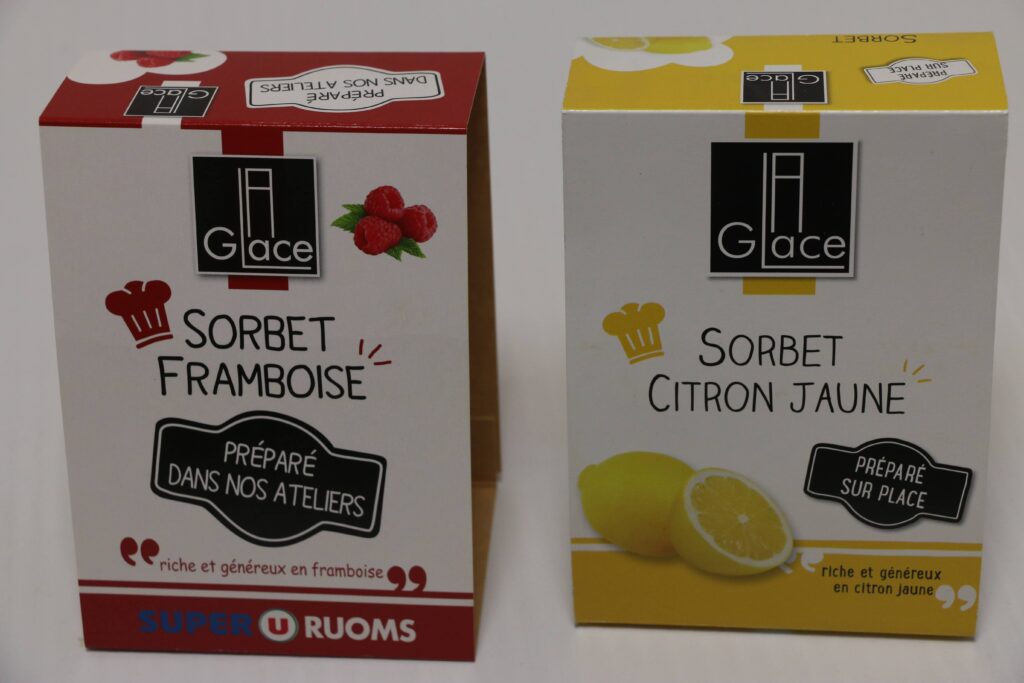 PRÉPARÉ
DANS NOS ATELIERS
LA
Glace
LA
Glace
SORBET
FRAMBOISE
PRÉPARÉ
DANS NOS ATELIERS
riche et généreux en framboise
SUPER U RUOMS
SORBET
PRÉPARÉ
SUR PLACE
LA
Glace
LA
Glace
SORBET
CITRON JAUNE
PRÉPARÉ
SUR PLACE
riche et généreux
en citron jaune